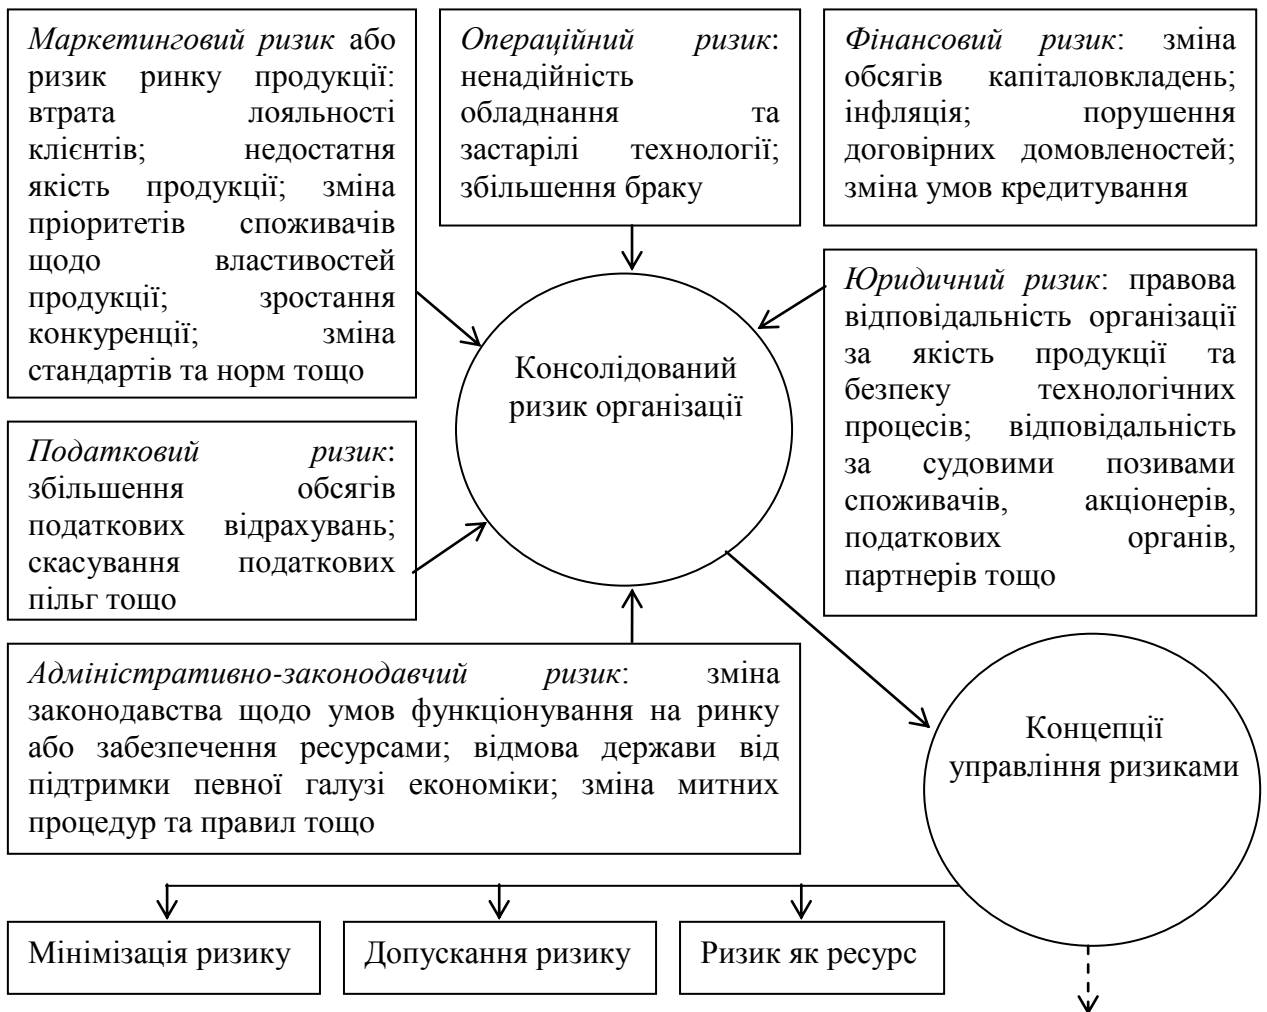 Маркетинговий ризик або
ризик ринку продукції:
втрата лояльності
клієнтів; недостатня
якість продукції; зміна
пріоритетів споживачів
щодо властивостей
продукції; зростання
конкуренції; зміна
стандартів та норм тощо
Операційний ризик:
ненадійність
обладнання та
застарілі технології;
збільшення браку
Фінансовий ризик: зміна
обсягів капіталовкладень;
інфляція; порушення
договірних домовленостей;
зміна умов кредитування
Консолідований
ризик організації
Юридичний ризик: правова
відповідальність організації
за якість продукції та
безпеку технологічних
процесів; відповідальність
за судовими позивами
споживачів, акціонерів,
податкових органів,
партнерів тощо
Податковий ризик:
збільшення обсягів
податкових відрахувань;
скасування податкових
пільг тощо
Адміністративно-законодавчий ризик: зміна
законодавства щодо умов функціонування на ринку
або забезпечення ресурсами; відмова держави від
підтримки певної галузі економіки; зміна митних
процедур та правил тощо
Концепції
управління ризиками
Мінімізація ризику
Допускання ризику
Ризик як ресурс